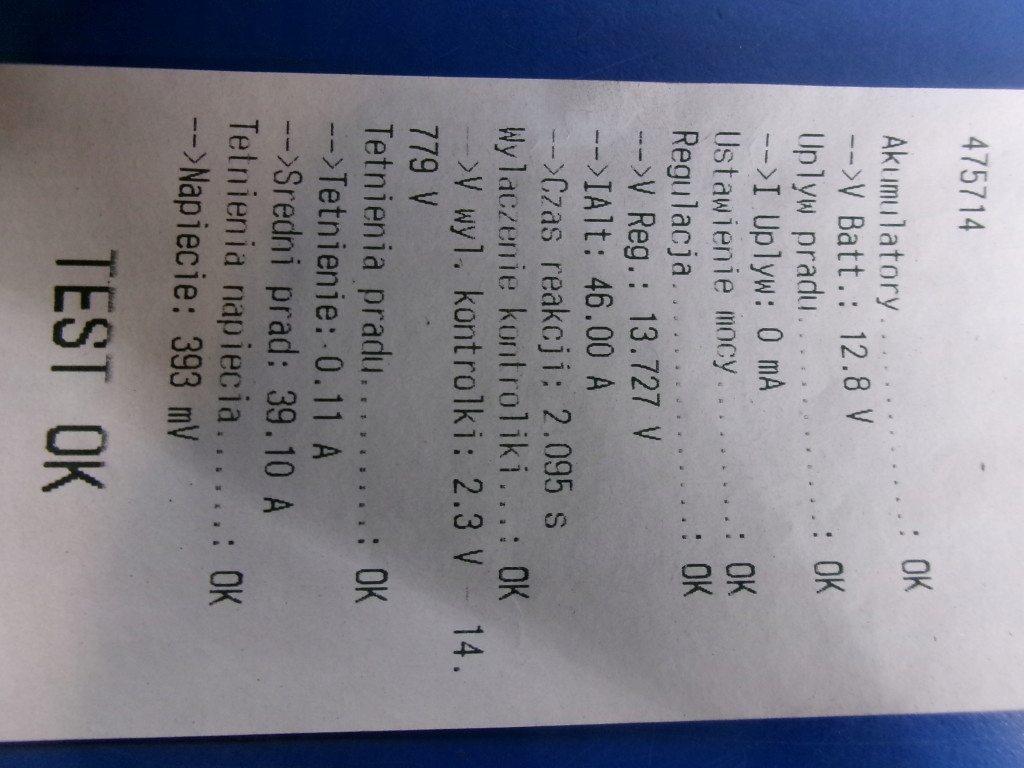 475714
Akumulatory..........: OK
-->V Batt.: 12.8 V
Uplyw pradu..........: OK
-->I Uplyw: 0 mA
Ustawienie mocy......: OK
Regulacja............: OK
-->V Reg.: 13.727 V
-->IAlt: 46.00 A
-->Czas reakcji: 2.095 s
Wylaczenie kontrolki...: OK
-->V wyl. kontrolki: 2.3 V - 14.
779 V
Tetnienia pradu.........: OK
-->Tetnienie: 0.11 A
-->Sredni prad: 39.10 A
Tetnienia napiecia......: OK
-->Napiecie: 393 mV
TEST OK